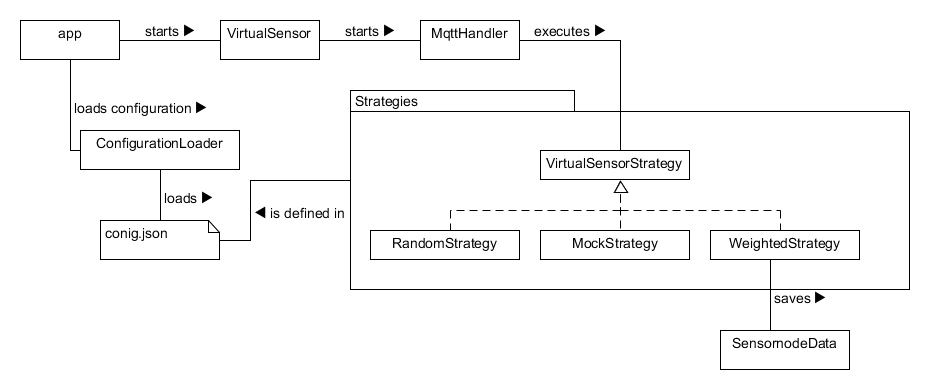 app
starts ▶
VirtualSensor
starts ▶
MqttHandler
executes ▶
loads configuration ▶
Strategies
ConfigurationLoader
VirtualSensorStrategy
loads ▶
◀ is defined in
conig.json
RandomStrategy
MockStrategy
WeightedStrategy
saves ▶
SensornodeData